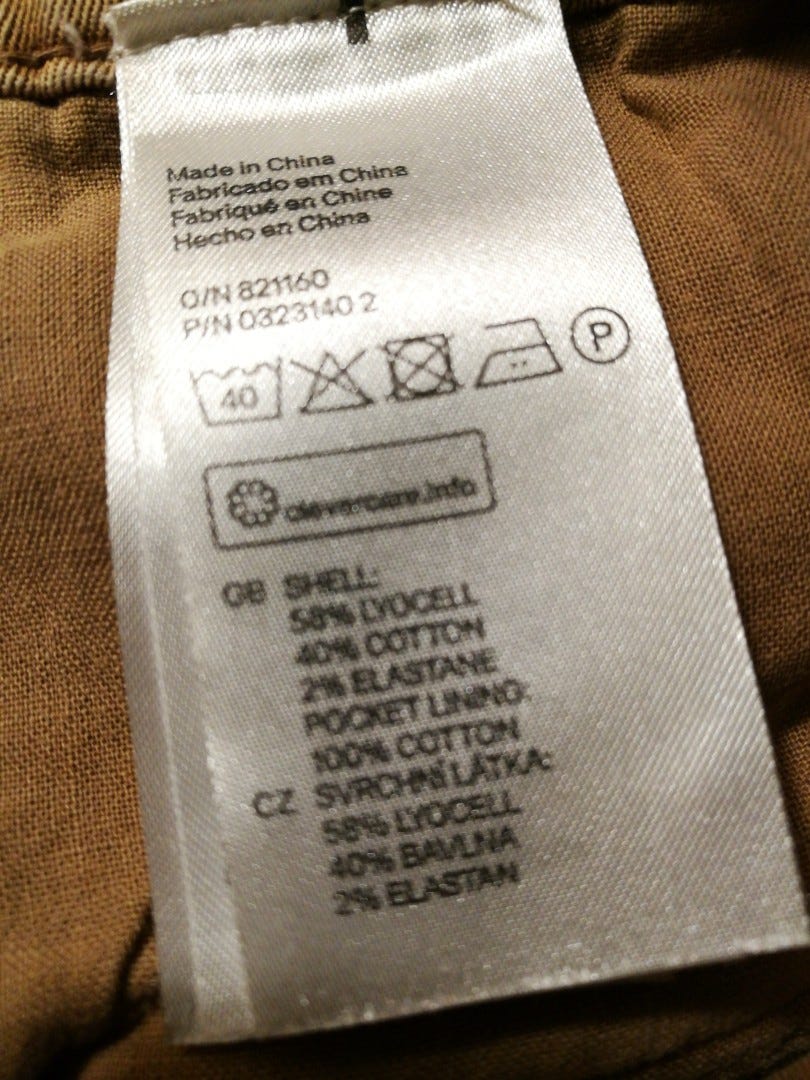 Made in China
Fabricado em China
Fabriqué en Chine
Hecho en China
O/N 821160
P/N 0323140 2
40 P
clevercare.info
GB SHELL:
58% LYOCELL
40% COTTON
2% ELASTANE
POCKET LINING:
100% COTTON
CZ SVRCHNÍ LÁTKA:
58% LYOCELL
40% BAVLNA
2% ELASTAN